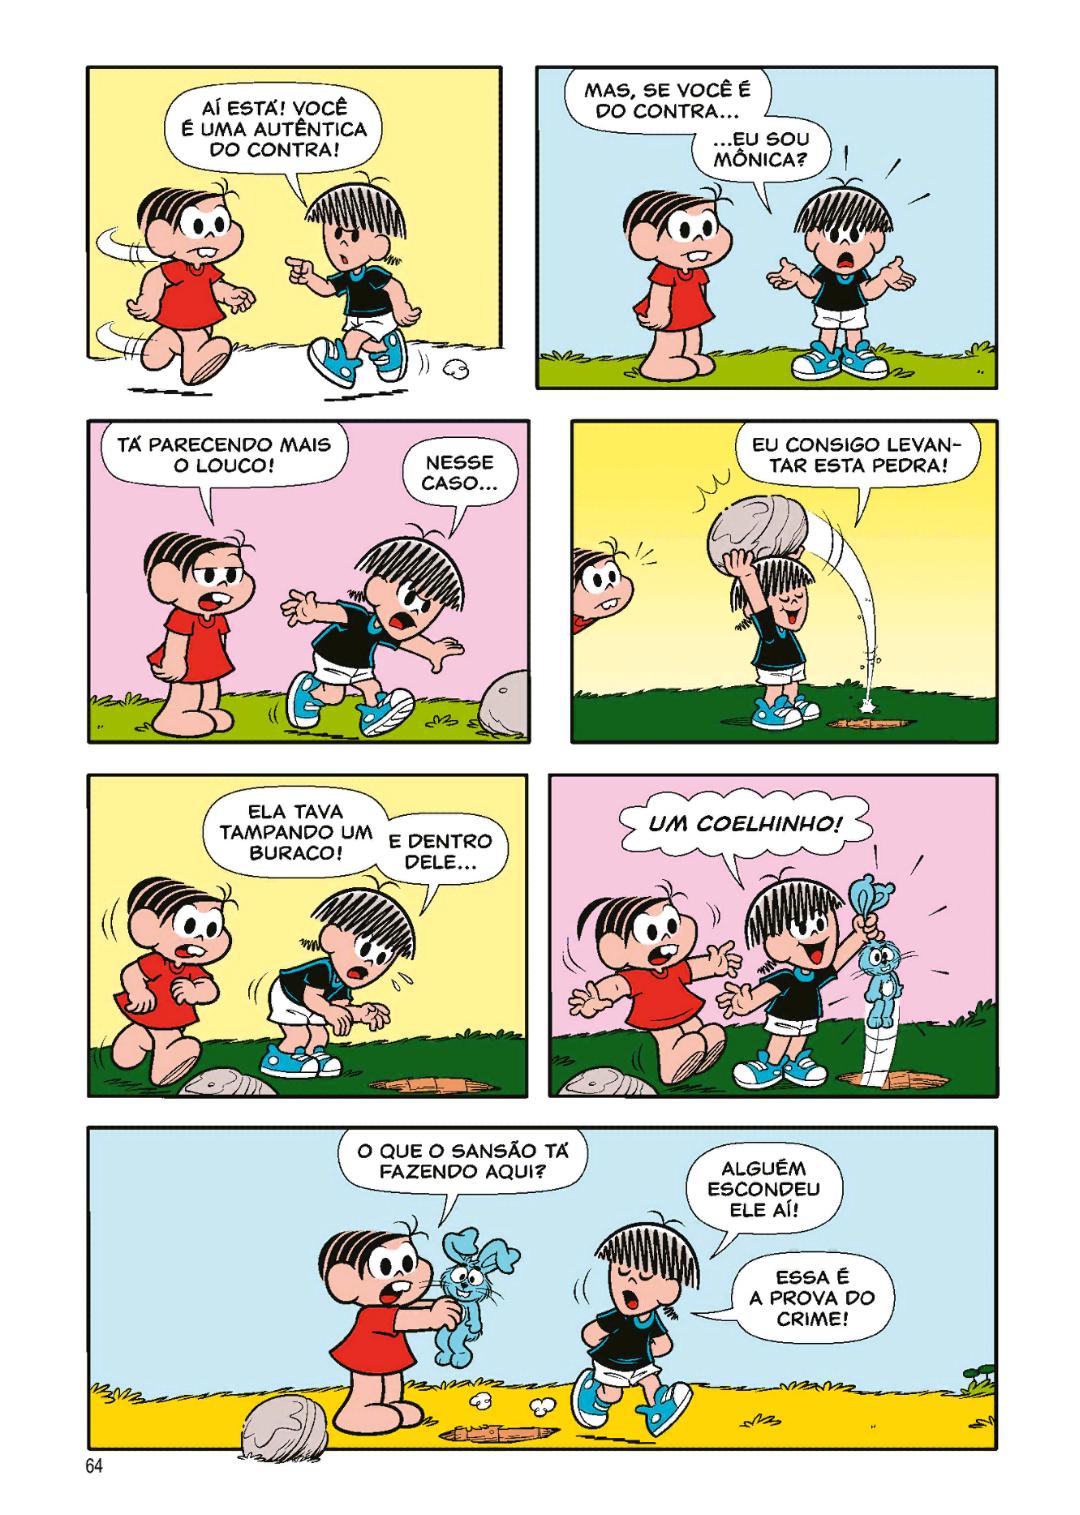 AÍ ESTÁ! VOCÊ
É UMA AUTÊNTICA
DO CONTRA!
MAS, SE VOCÊ É
DO CONTRA...
...EU SOU
MÔNICA?
TÁ PARECENDO MAIS
O LOUCO!
NESSE
CASO...
EU CONSIGO LEVAN-
TAR ESTA PEDRA!
ELA TAVA
TAMPANDO UM
BURACO!
E DENTRO
DELE...
UM COELHINHO!
O QUE O SANSÃO TÁ
FAZENDO AQUI?
ALGUÉM
ESCONDEU
ELE AÍ!
ESSA É
A PROVA DO
CRIME!
64